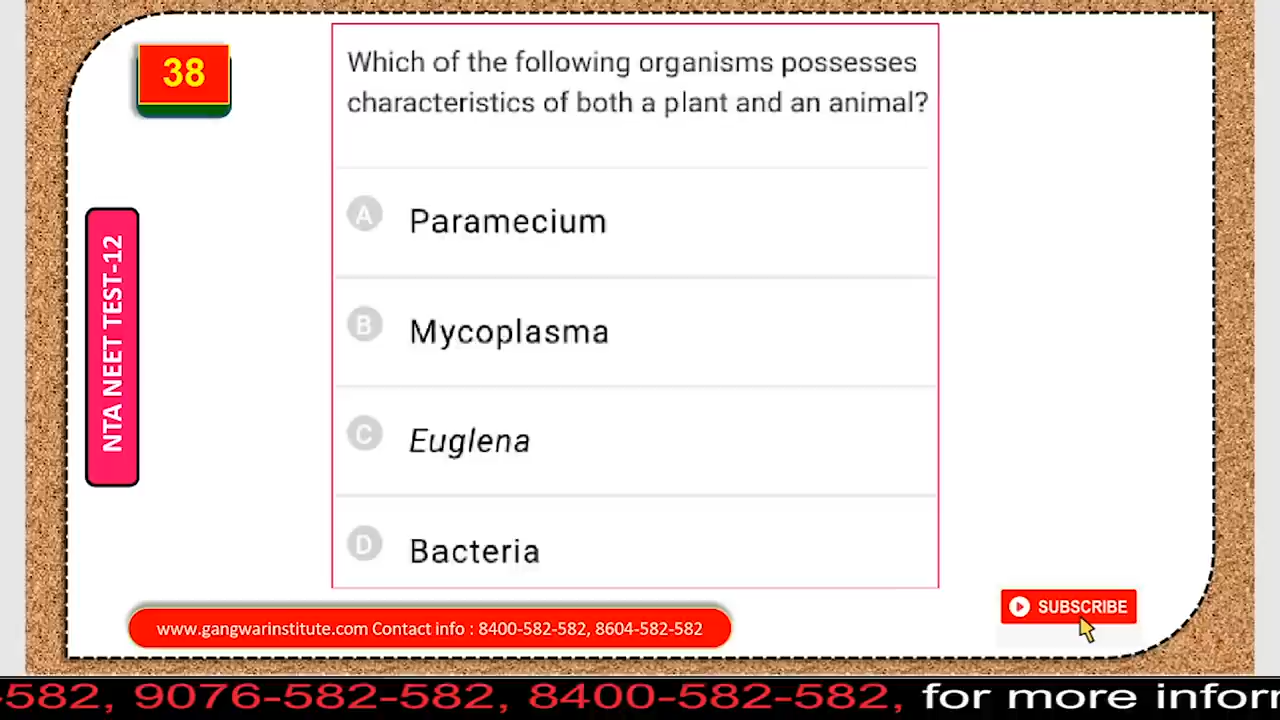 38
Which of the following organisms possesses
characteristics of both a plant and an animal?
A Paramecium
B Mycoplasma
C Euglena
D Bacteria
NTA NEET TEST-12
www.gangwarinstitute.com Contact info : 8400-582-582, 8604-582-582
SUBSCRIBE
-582, 9076-582-582, 8400-582-582, for more inforr